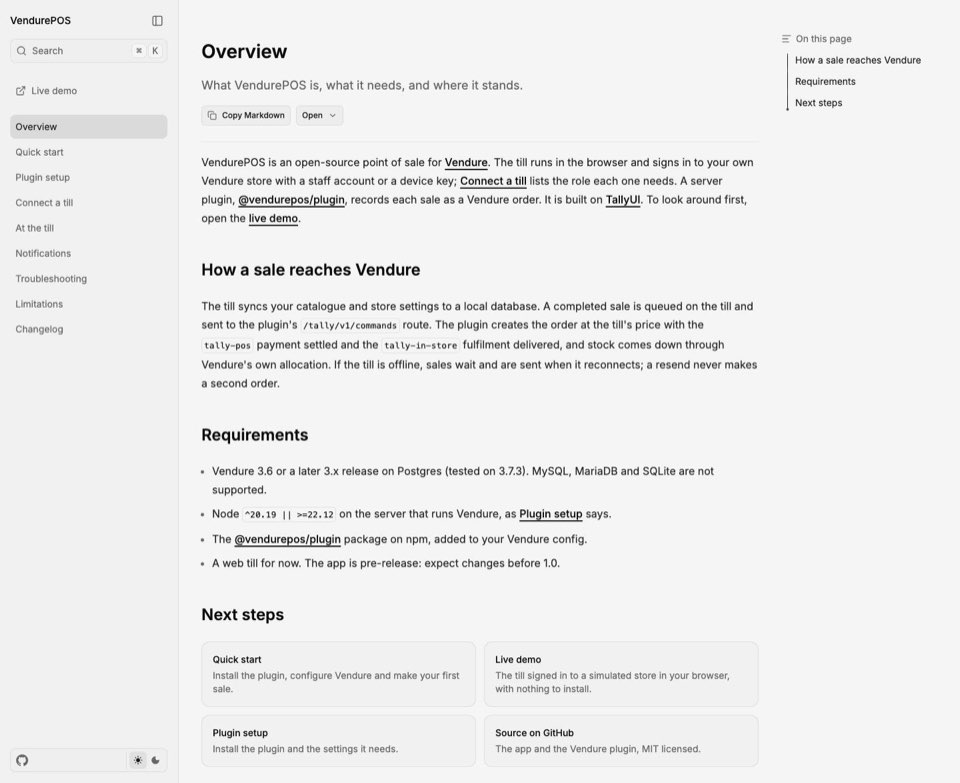 VendurePOS
Search ⌘ K
Live demo
Overview
Quick start
Plugin setup
Connect a till
At the till
Notifications
Troubleshooting
Limitations
Changelog
Overview
What VendurePOS is, what it needs, and where it stands.
Copy Markdown
Open
VendurePOS is an open-source point of sale for Vendure. The till runs in the browser and signs in to your own
Vendure store with a staff account or a device key; Connect a till lists the role each one needs. A server
plugin, @vendurepos/plugin, records each sale as a Vendure order. It is built on TallyUI. To look around first,
open the live demo.
How a sale reaches Vendure
The till syncs your catalogue and store settings to a local database. A completed sale is queued on the till and
sent to the plugin's /tally/v1/commands route. The plugin creates the order at the till's price with the
tally-pos payment settled and the tally-in-store fulfilment delivered, and stock comes down through
Vendure's own allocation. If the till is offline, sales wait and are sent when it reconnects; a resend never makes
a second order.
Requirements
• Vendure 3.6 or a later 3.x release on Postgres (tested on 3.7.3). MySQL, MariaDB and SQLite are not
supported.
• Node ^20.19 || >=22.12 on the server that runs Vendure, as Plugin setup says.
• The @vendurepos/plugin package on npm, added to your Vendure config.
• A web till for now. The app is pre-release: expect changes before 1.0.
Next steps
Quick start
Install the plugin, configure Vendure and make your first
sale.
Live demo
The till signed in to a simulated store in your browser,
with nothing to install.
Plugin setup
Install the plugin and the settings it needs.
Source on GitHub
The app and the Vendure plugin, MIT licensed.
On this page
How a sale reaches Vendure
Requirements
Next steps